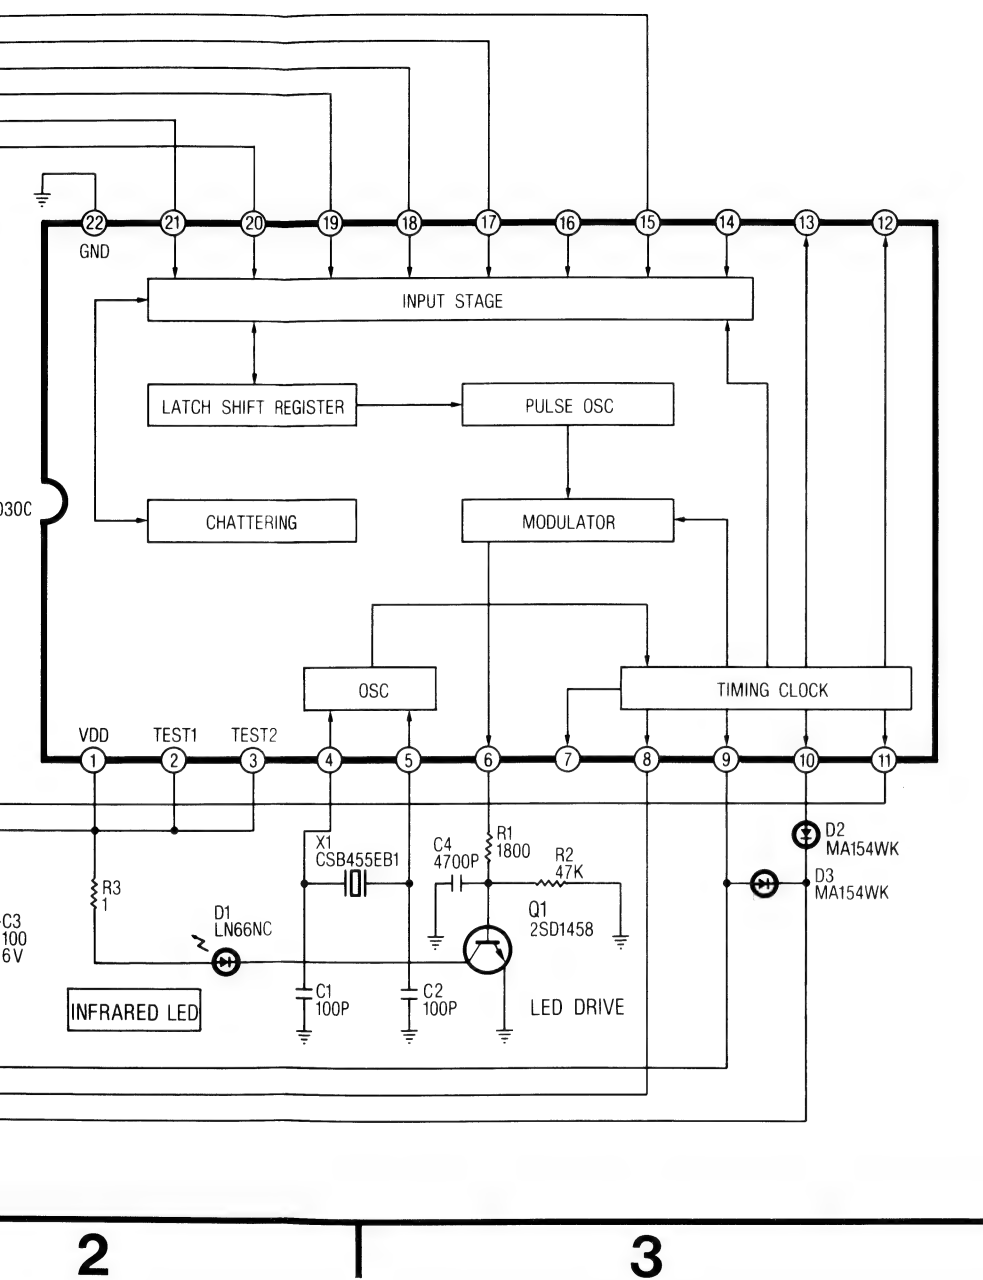 22 21 20 19 18 17 16 15 14 13 12
GND
INPUT STAGE
LATCH SHIFT REGISTER
PULSE OSC
030C
CHATTERING
MODULATOR
OSC
TIMING CLOCK
VDD
TEST1
TEST2
1 2 3 4 5 6 7 8 9 10 11
X1
CSB455EB1
C4
4700P
R1
1800
R2
47K
D2
MA154WK
D3
MA154WK
R3
1
C3
100
6V
D1
LN66NC
Q1
2SD1458
INFRARED LED
C1
100P
C2
100P
LED DRIVE
2
3